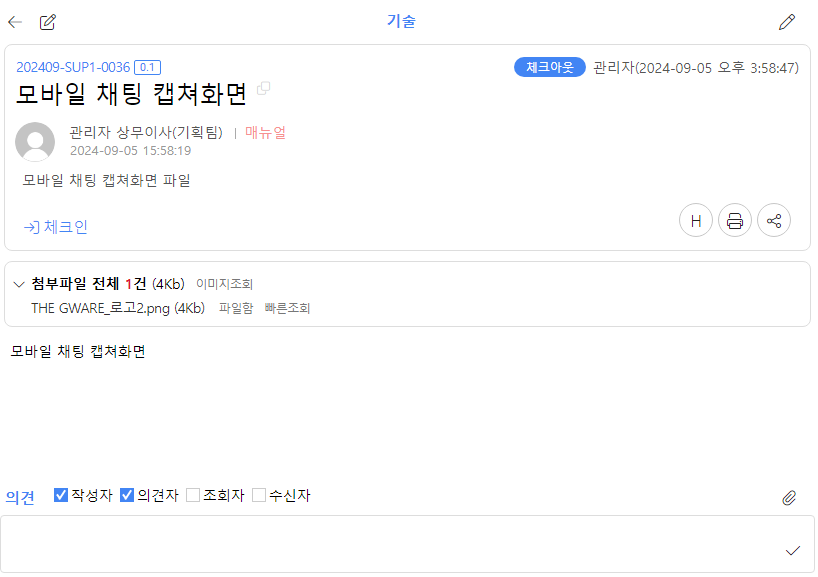 기술
202409-SUP1-0036 0.1 체크아웃 관리자(2024-09-05 오후 3:58:47)
모바일 채팅 캡쳐화면
관리자 상무이사(기획팀) | 매뉴얼
2024-09-05 15:58:19
모바일 채팅 캡쳐화면 파일
체크인 H
첨부파일 전체 1건 (4Kb) 이미지조회
THE GWARE_로고2.png (4Kb) 파일함 빠른조회
모바일 채팅 캡쳐화면
의견 작성자 의견자 조회자 수신자